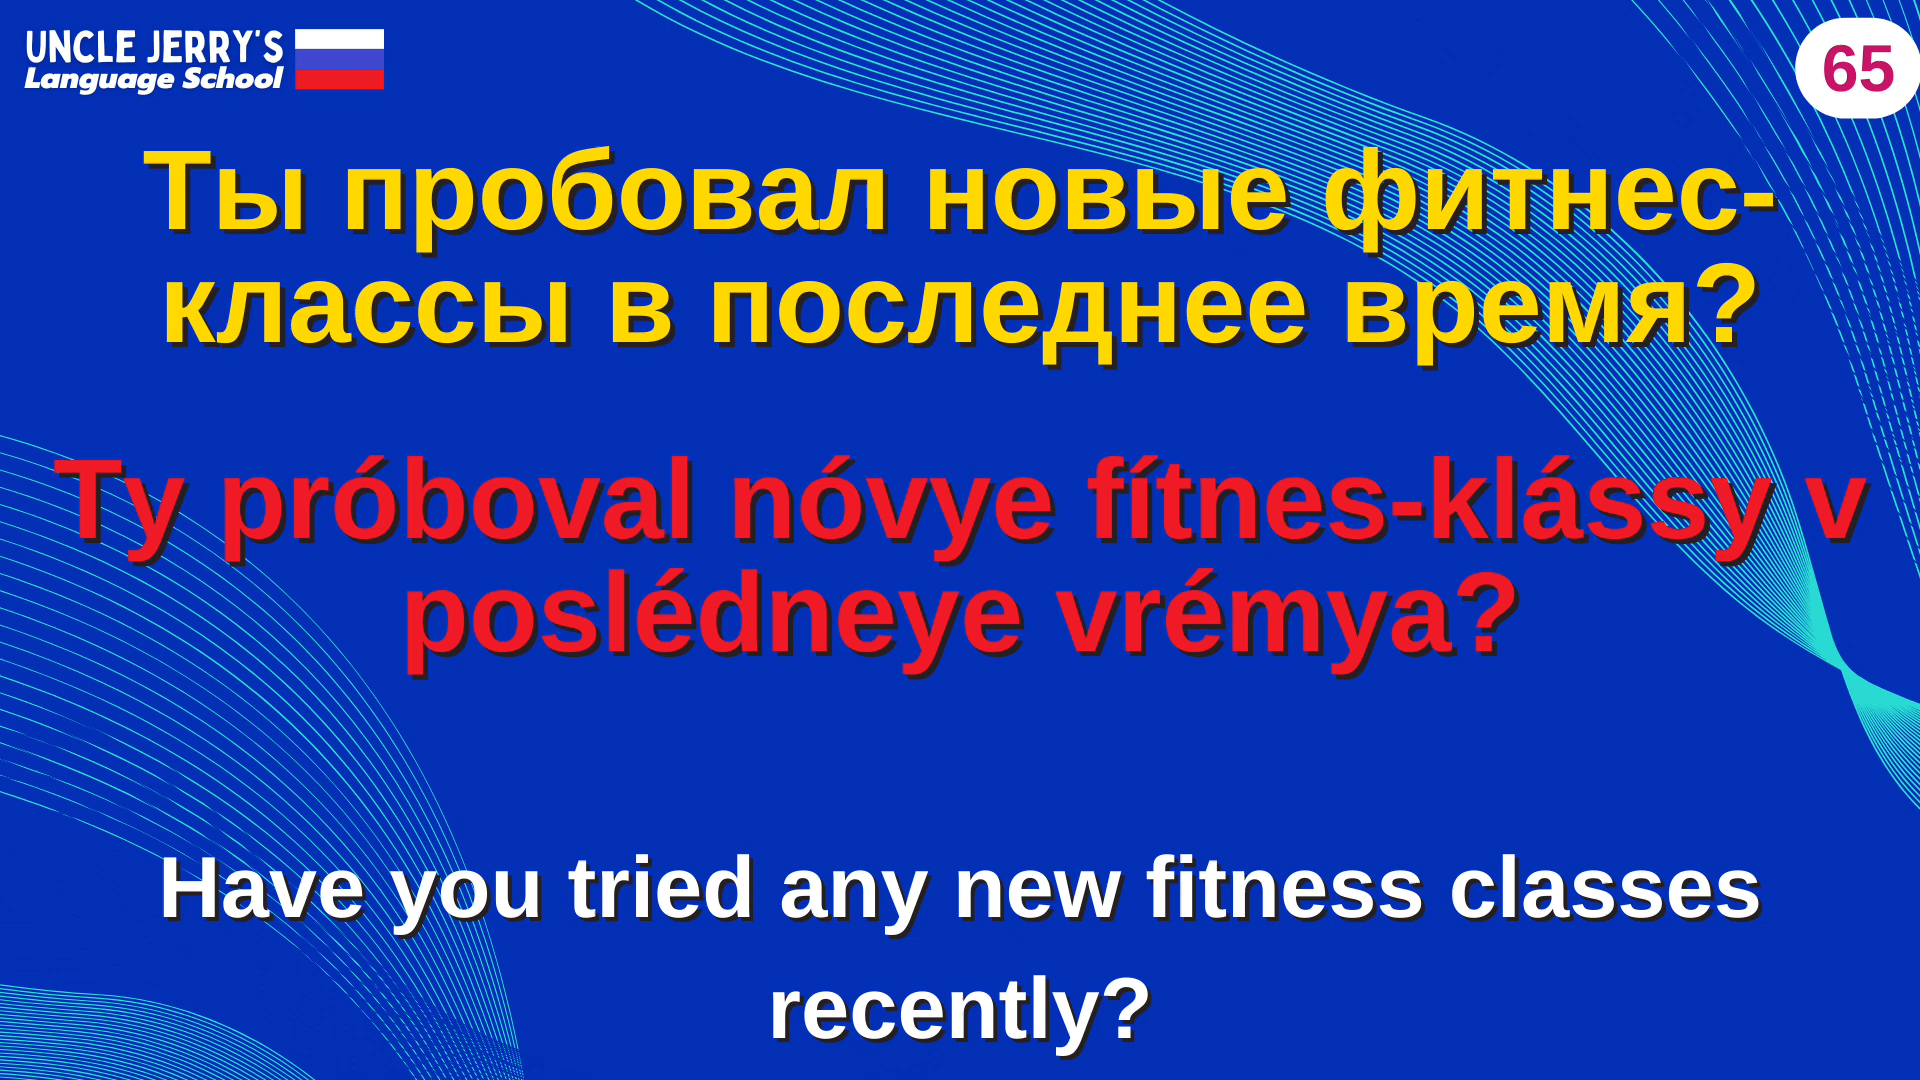 UNCLE JERRY'S
Language School
65
Ты пробовал новые фитнес-
классы в последнее время?
Ty próboval nóvye fítnes-klássy v
poslédneye vrémya?
Have you tried any new fitness classes
recently?